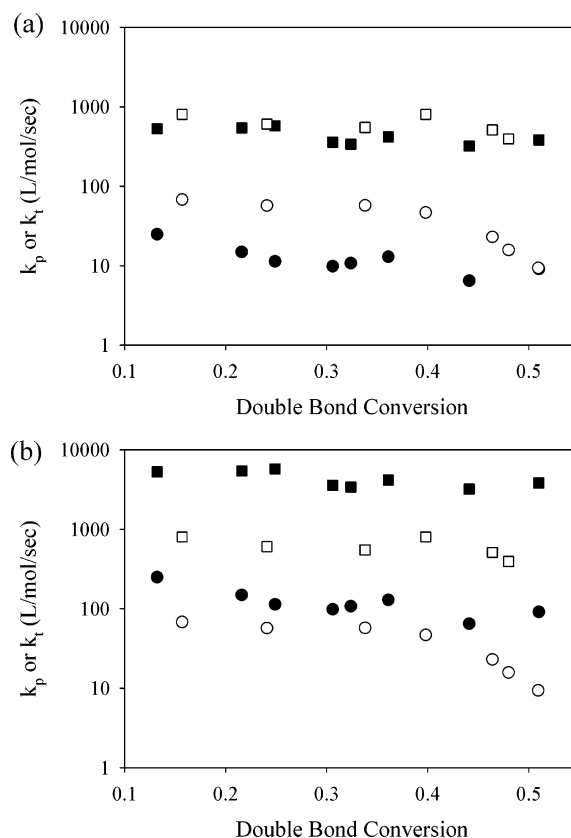 (a)
10000
1000
100
10
1
k_p or k_t (L/mol/sec)
0.1 0.2 0.3 0.4 0.5
Double Bond Conversion
(b)
10000
1000
100
10
1
k_p or k_t (L/mol/sec)
0.1 0.2 0.3 0.4 0.5
Double Bond Conversion